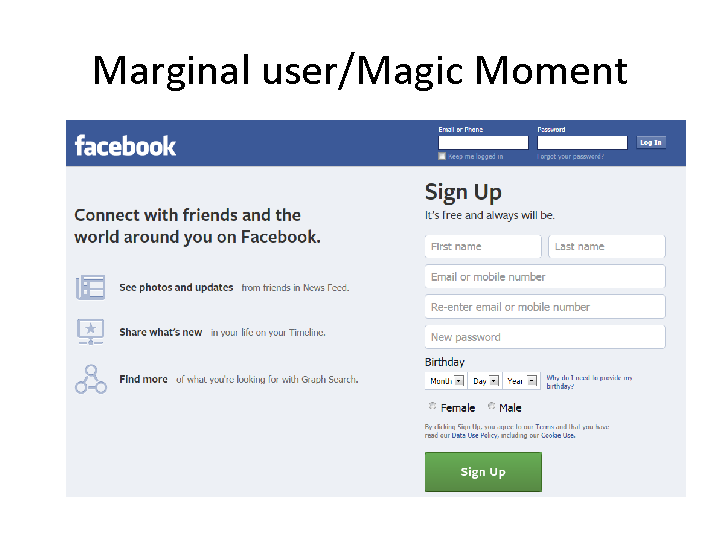 Marginal user/Magic Moment
facebook
Email or Phone
Password
Log In
Keep me logged in
Forgot your password?
Connect with friends and the
world around you on Facebook.
See photos and updates from friends in News Feed.
Share what's new in your life on your Timeline.
Find more of what you're looking for with Graph Search.
Sign Up
It's free and always will be.
First name
Last name
Email or mobile number
Re-enter email or mobile number
New password
Birthday
Month
Day
Year
Why do I need to provide my
birthday?
Female
Male
By clicking Sign Up, you agree to our Terms and that you have
read our Data Use Policy, including our Cookie Use.
Sign Up